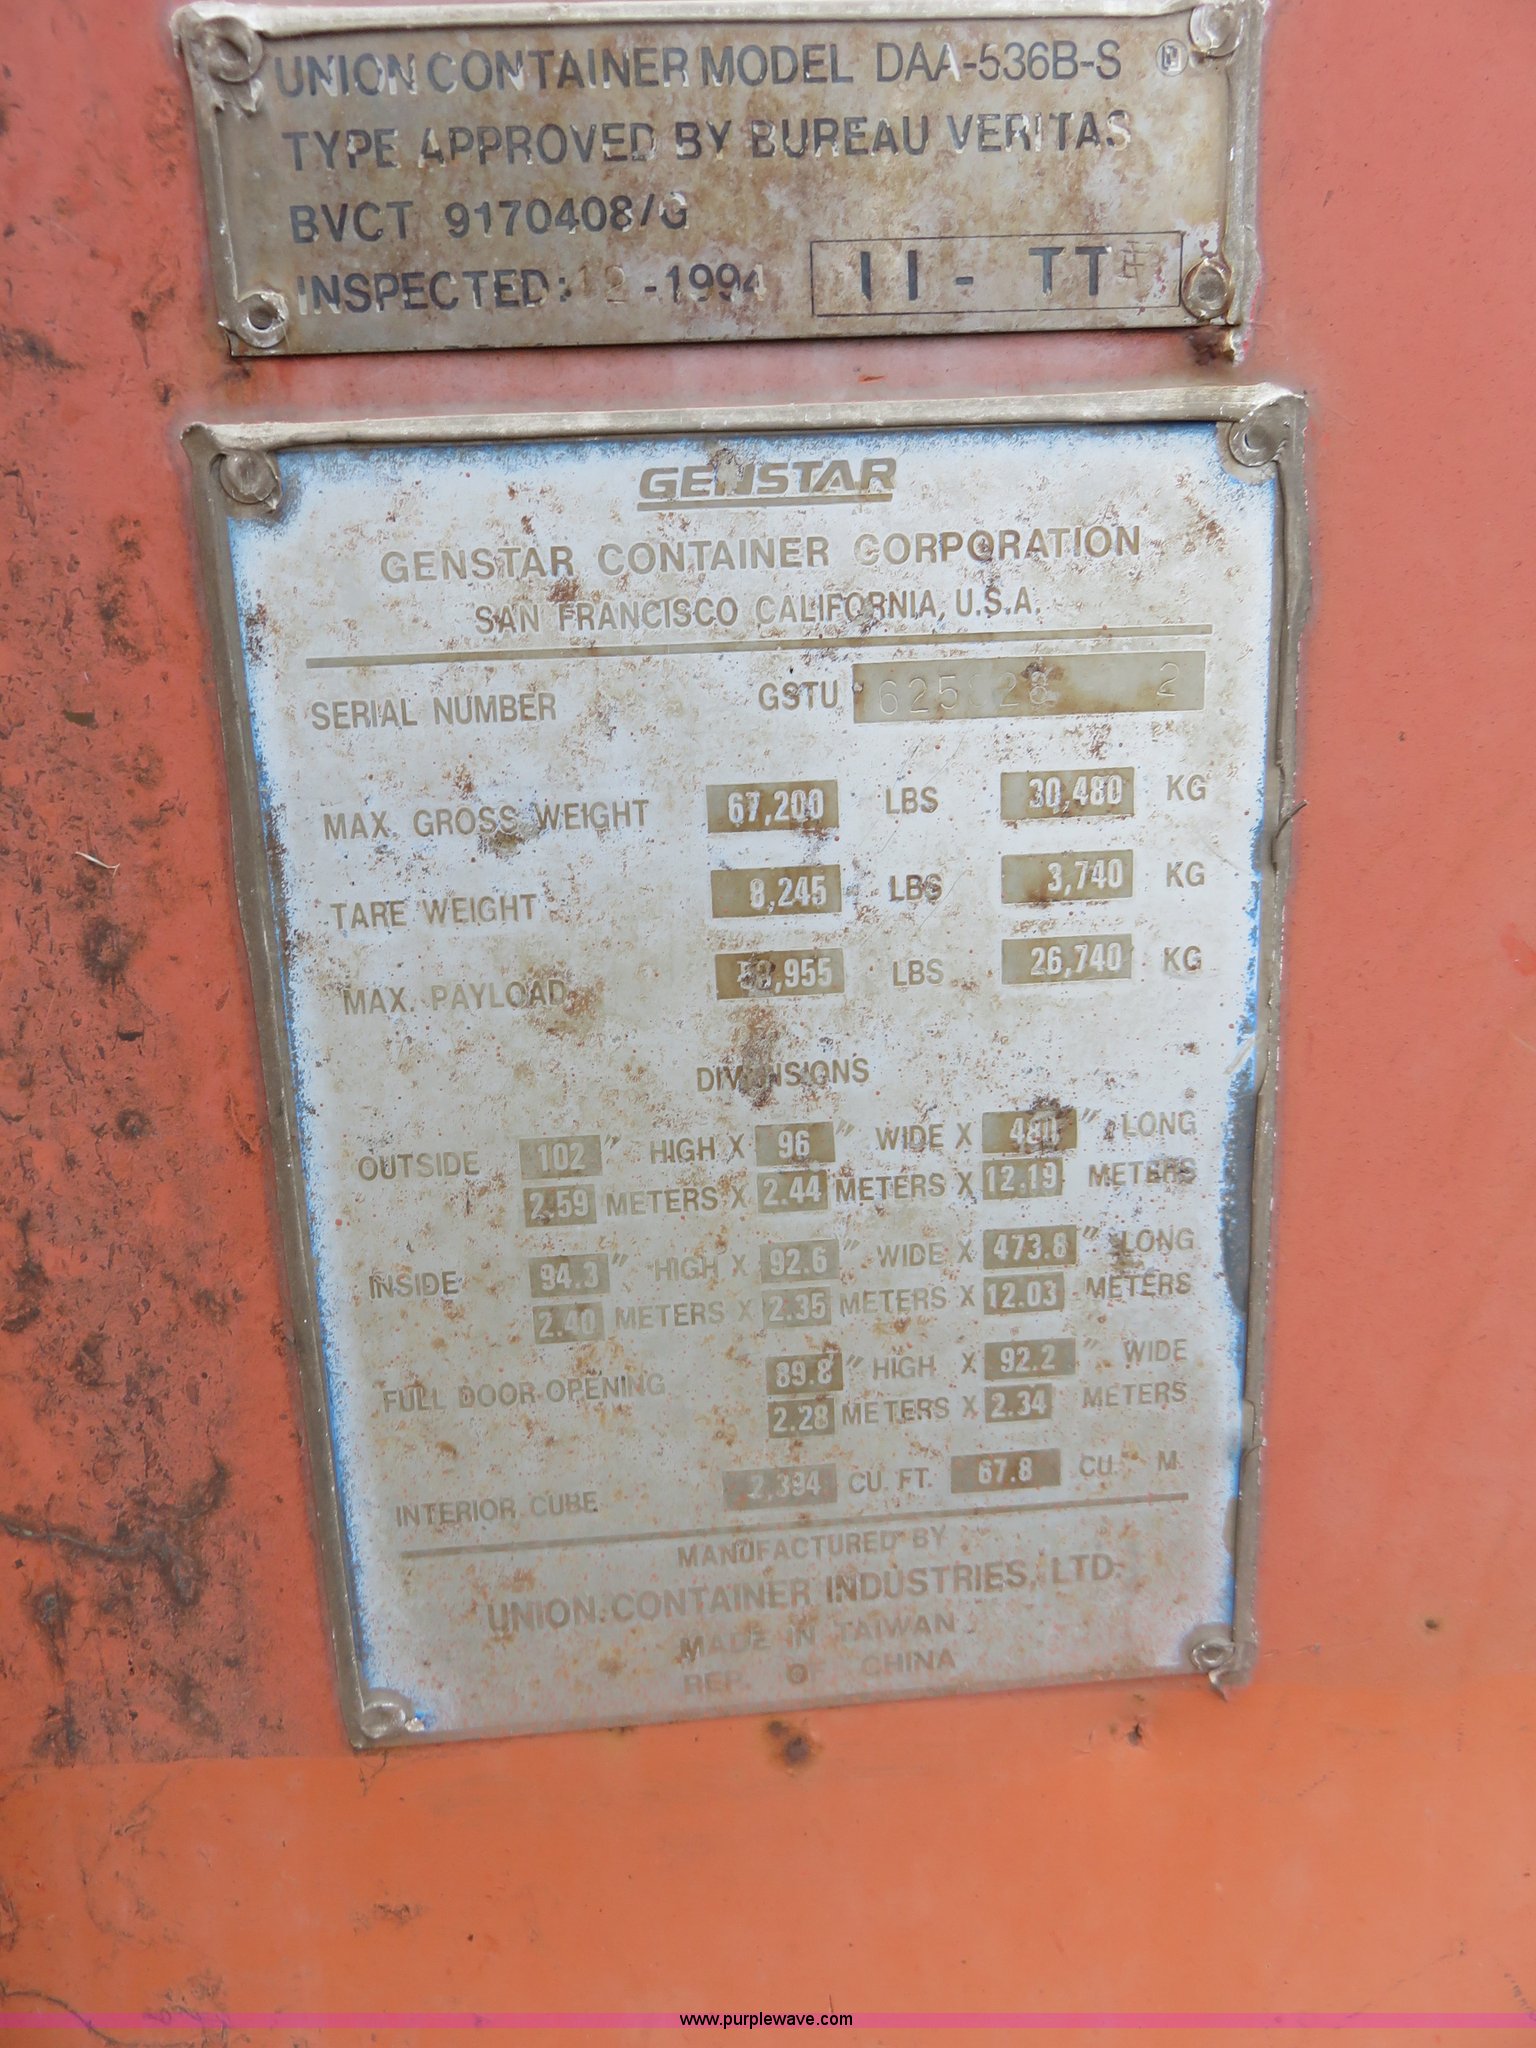 UNION CONTAINER MODEL DAA-536B-S
TYPE APPROVED BY BUREAU VERITAS
BVCT 9170408/G
INSPECTED: 12-1994 II - TT
GENSTAR
GENSTAR CONTAINER CORPORATION
SAN FRANCISCO CALIFORNIA, U.S.A.
SERIAL NUMBER GSTU 2
MAX. GROSS WEIGHT 67,200 LBS 30,480 KG
TARE WEIGHT 8,245 LBS 3,740 KG
MAX. PAYLOAD 58,955 LBS 26,740 KG
DIMENSIONS
OUTSIDE 102" HIGH X 96" WIDE X 480" LONG
2.59 METERS X 2.44 METERS X 12.19 METERS
INSIDE 94.3" HIGH X 92.6" WIDE X 473.8" LONG
2.40 METERS X 2.35 METERS X 12.03 METERS
FULL DOOR OPENING 89.8" HIGH X 92.2" WIDE
2.28 METERS X 2.34 METERS
INTERIOR CUBE 2,394 CU. FT. 67.8 CU. M
MANUFACTURED BY
UNION CONTAINER INDUSTRIES, LTD.
MADE IN TAIWAN
REP. OF CHINA
www.purplewave.com